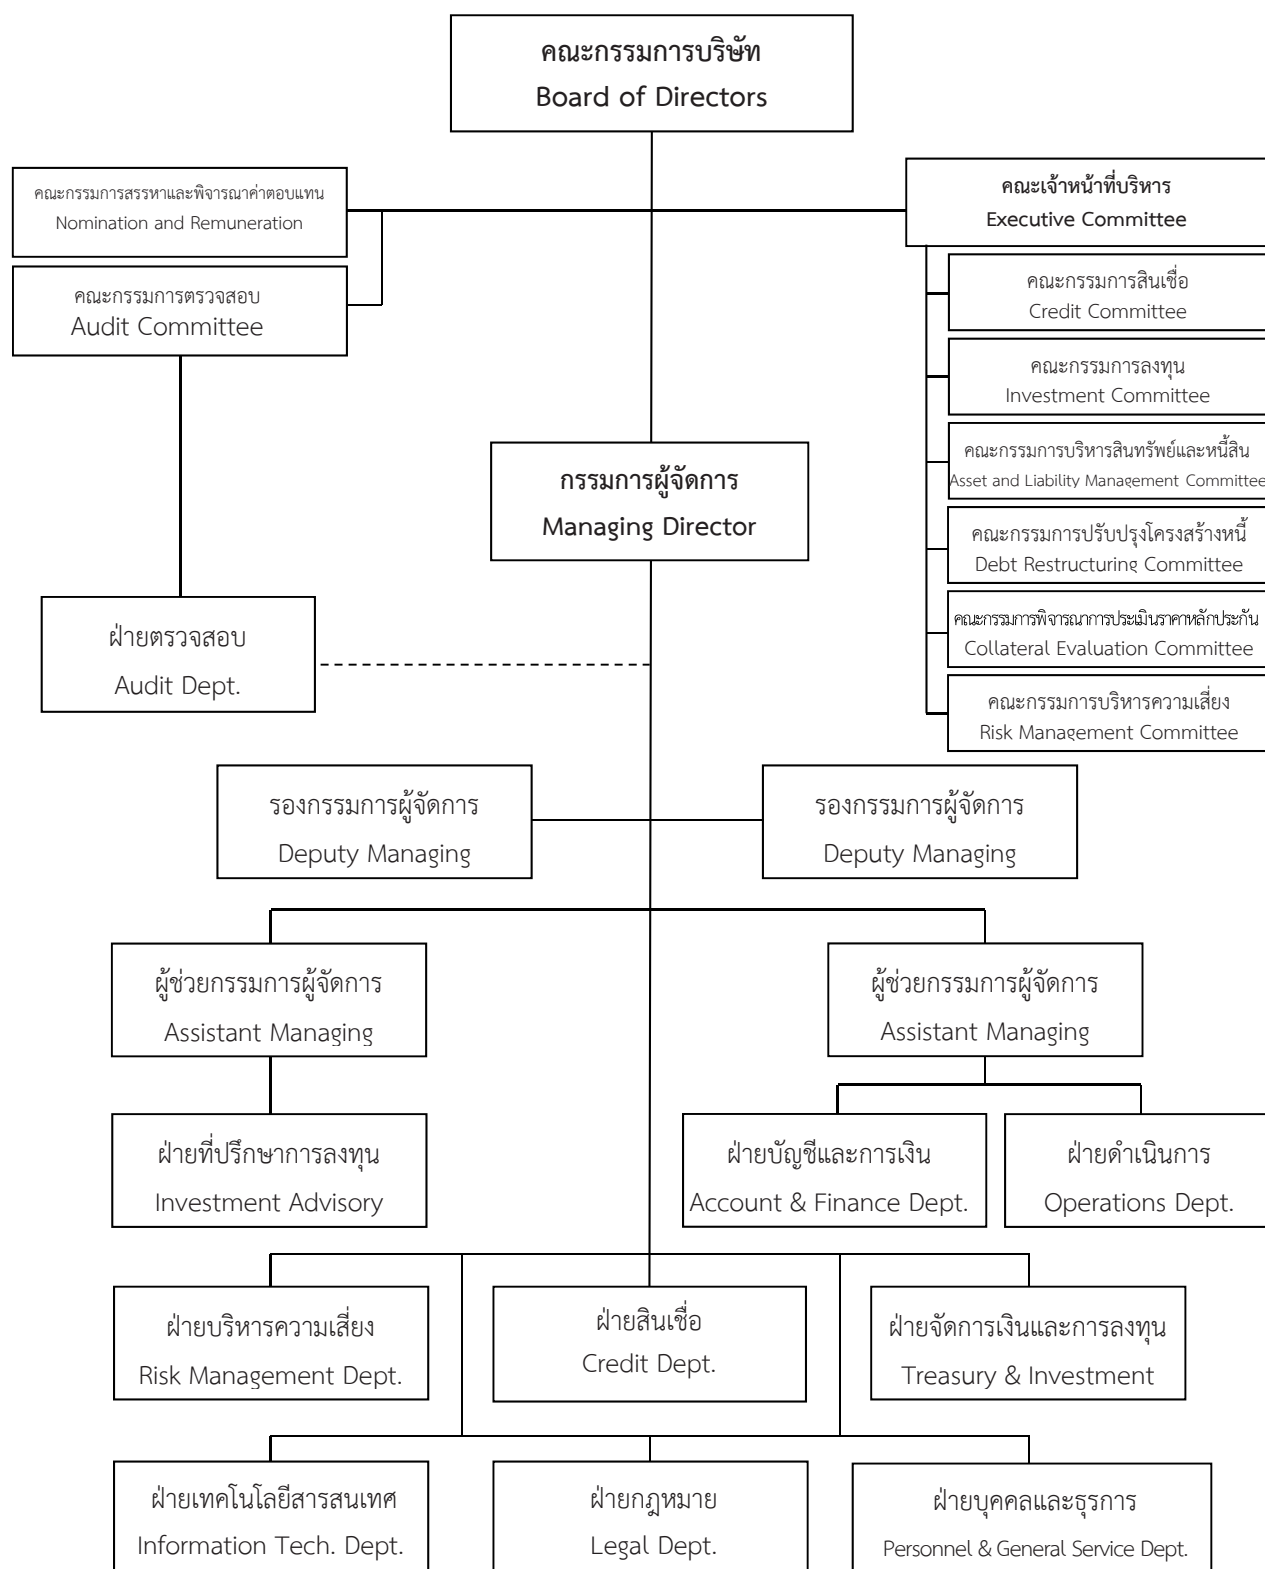 คณะกรรมการบริษัท
Board of Directors
คณะกรรมการสรรหาและพิจารณาค่าตอบแทน
Nomination and Remuneration
คณะเจ้าหน้าที่บริหาร
Executive Committee
คณะกรรมการตรวจสอบ
Audit Committee
คณะกรรมการสินเชื่อ
Credit Committee
คณะกรรมการลงทุน
Investment Committee
คณะกรรมการบริหารสินทรัพย์และหนี้สิน
Asset and Liability Management Committee
คณะกรรมการปรับปรุงโครงสร้างหนี้
Debt Restructuring Committee
คณะกรรมการพิจารณาการประเมินราคาหลักประกัน
Collateral Evaluation Committee
คณะกรรมการบริหารความเสี่ยง
Risk Management Committee
กรรมการผู้จัดการ
Managing Director
ฝ่ายตรวจสอบ
Audit Dept.
รองกรรมการผู้จัดการ
Deputy Managing
รองกรรมการผู้จัดการ
Deputy Managing
ผู้ช่วยกรรมการผู้จัดการ
Assistant Managing
ผู้ช่วยกรรมการผู้จัดการ
Assistant Managing
ฝ่ายที่ปรึกษาการลงทุน
Investment Advisory
ฝ่ายบัญชีและการเงิน
Account & Finance Dept.
ฝ่ายดำเนินการ
Operations Dept.
ฝ่ายบริหารความเสี่ยง
Risk Management Dept.
ฝ่ายสินเชื่อ
Credit Dept.
ฝ่ายจัดการเงินและการลงทุน
Treasury & Investment
ฝ่ายเทคโนโลยีสารสนเทศ
Information Tech. Dept.
ฝ่ายกฎหมาย
Legal Dept.
ฝ่ายบุคคลและธุรการ
Personnel & General Service Dept.